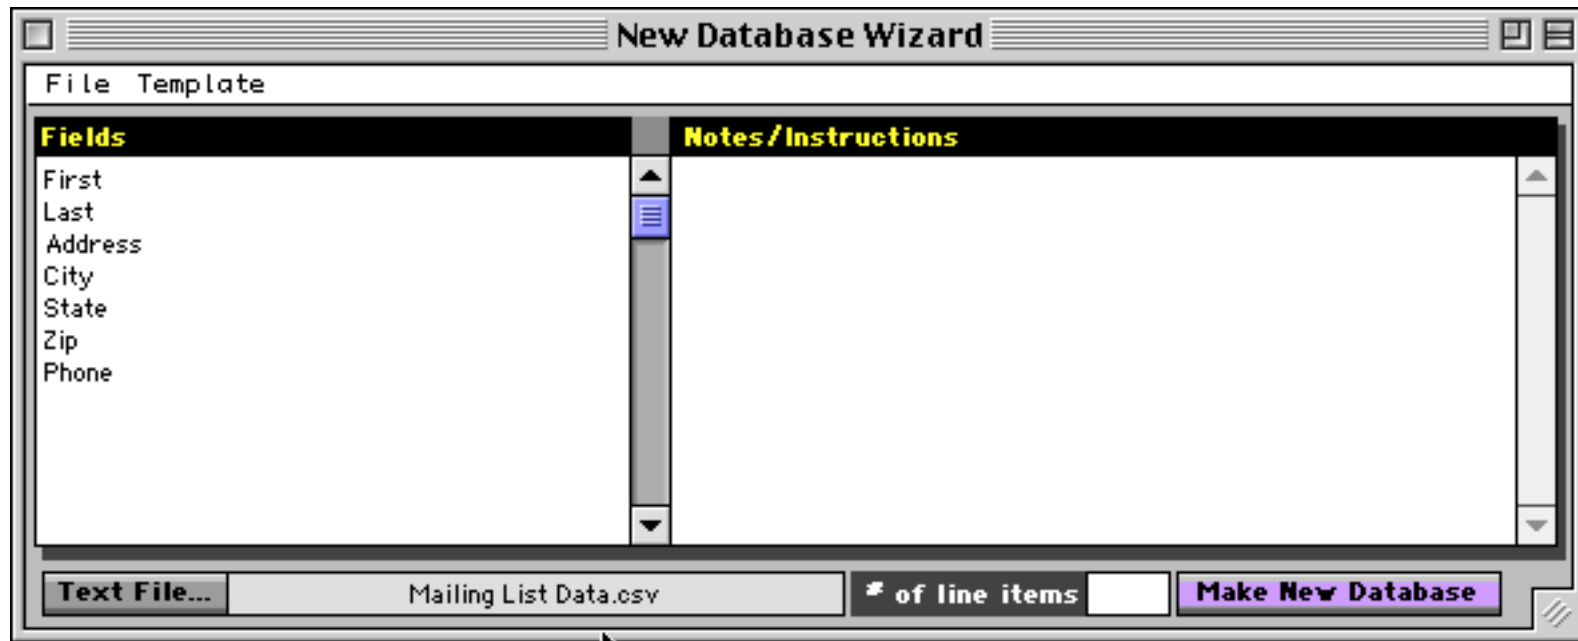 New Database Wizard
File Template
Fields
Notes/Instructions
First
Last
Address
City
State
Zip
Phone
Text File... Mailing List Data.csv # of line items Make New Database